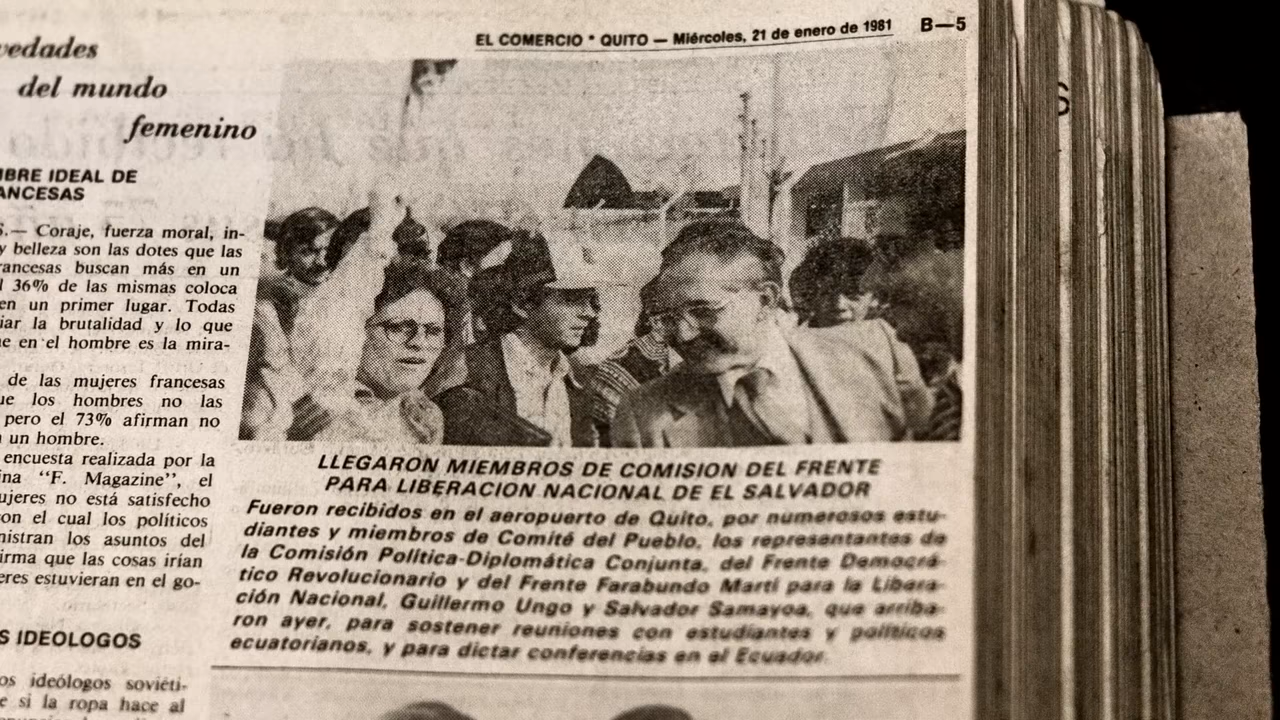 EL COMERCIO * QUITO — Miércoles, 21 de enero de 1981 B—5
vedades
del mundo
femenino
BRE IDEAL DE
ANCESAS
S.— Coraje, fuerza moral, in-
y belleza son las dotes que las
rancesas buscan más en un
l 36% de las mismas coloca
en un primer lugar. Todas
iar la brutalidad y lo que
e en el hombre es la mira-
de las mujeres francesas
ue los hombres no las
pero el 73% afirman no
a un hombre.
encuesta realizada por la
ina “F. Magazine”, el
ujeres no está satisfecho
on el cual los políticos
nistran los asuntos del
irma que las cosas irían
eres estuvieran en el go-
S IDEOLOGOS
os ideólogos soviéti-
e si la ropa hace al
LLEGARON MIEMBROS DE COMISION DEL FRENTE
PARA LIBERACION NACIONAL DE EL SALVADOR
Fueron recibidos en el aeropuerto de Quito, por numerosos estu-
diantes y miembros de Comité del Pueblo, los representantes de
la Comisión Política-Diplomática Conjunta, del Frente Democrá-
tico Revolucionario y del Frente Farabundo Martí para la Libera-
ción Nacional, Guillermo Ungo y Salvador Samayoa, que arriba-
ron ayer, para sostener reuniones con estudiantes y políticos
ecuatorianos, y para dictar conferencias en el Ecuador.
S